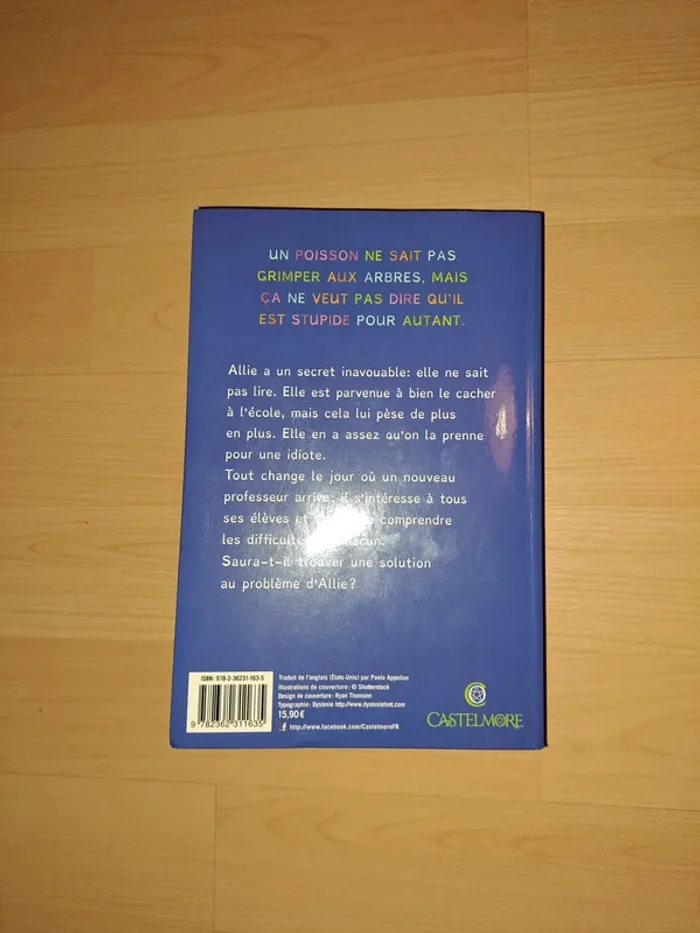 UN POISSON NE SAIT PAS
GRIMPER AUX ARBRES, MAIS
ÇA NE VEUT PAS DIRE QU'IL
EST STUPIDE POUR AUTANT.
Allie a un secret inavouable: elle ne sait
pas lire. Elle est parvenue à bien le cacher
à l'école, mais cela lui pèse de plus
en plus. Elle en a assez qu'on la prenne
pour une idiote.
Tout change le jour où un nouveau
professeur arrive: il s'intéresse à tous
ses élèves et comprendre
les difficultés
Saura-t-il trouver une solution
au problème d'Allie?
ISBN: 978-2-36231-163-5
9 782362 311635
Traduit de l'anglais (États-Unis) par Paola Appelius
Illustrations de couverture: © Shutterstock
Design de couverture: Ryan Thomann
Typographie: Dyslexie http://www.dyslexiefont.com
15,90 €
f http://www.facebook.com/CastelmoreFR
CASTELMORE